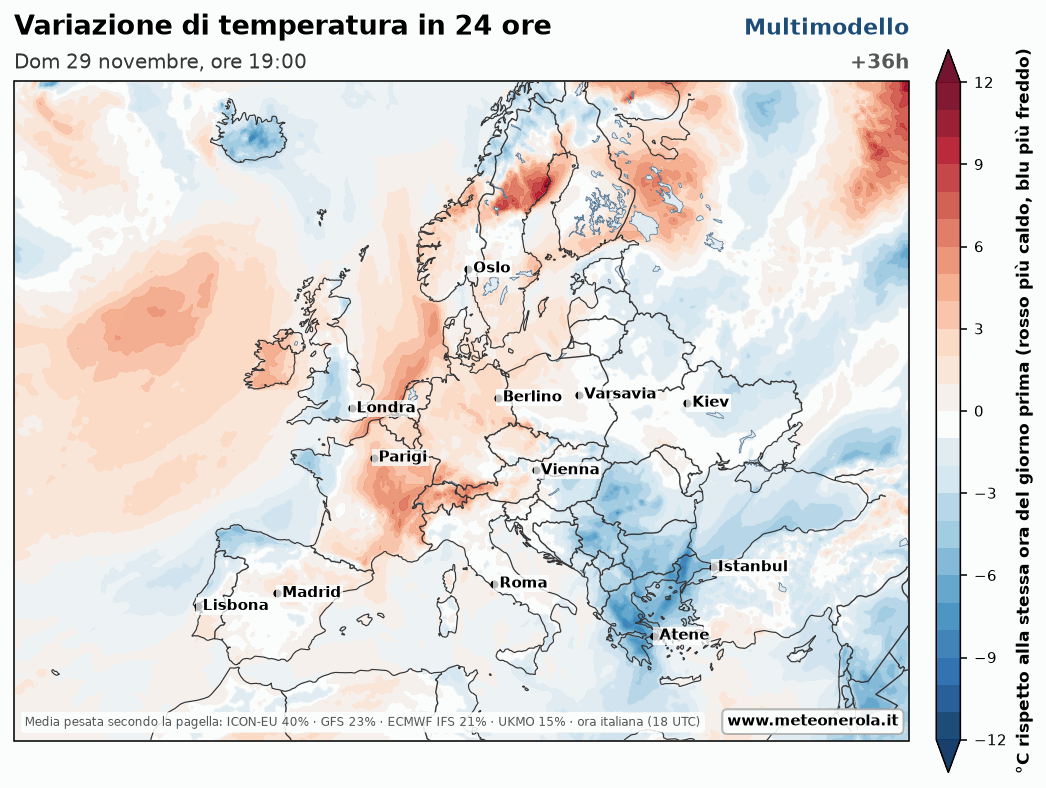 Variazione di temperatura in 24 ore
Multimodello
Dom 29 novembre, ore 19:00
+36h
Oslo
Berlino
Varsavia
Kiev
Londra
Parigi
Vienna
Istanbul
Roma
Madrid
Lisbona
Atene
Media pesata secondo la pagella: ICON-EU 40% · GFS 23% · ECMWF IFS 21% · UKMO 15% · ora italiana (18 UTC)
www.meteonerola.it
12
9
6
3
0
−3
−6
−9
−12
°C rispetto alla stessa ora del giorno prima (rosso più caldo, blu più freddo)